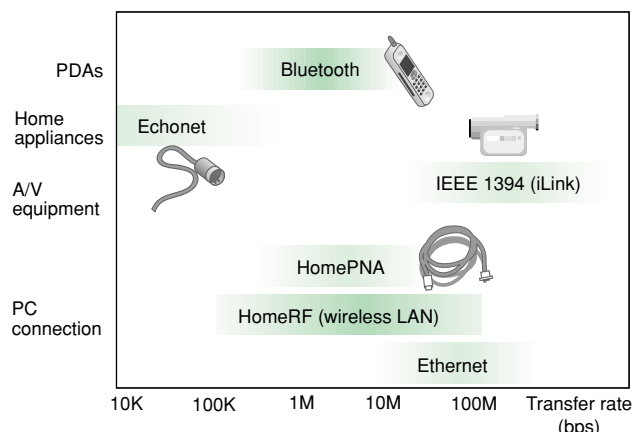 PDAs
Bluetooth
Home
appliances
Echonet
A/V
equipment
IEEE 1394 (iLink)
HomePNA
PC
connection
HomeRF (wireless LAN)
Ethernet
10K 100K 1M 10M 100M Transfer rate
(bps)